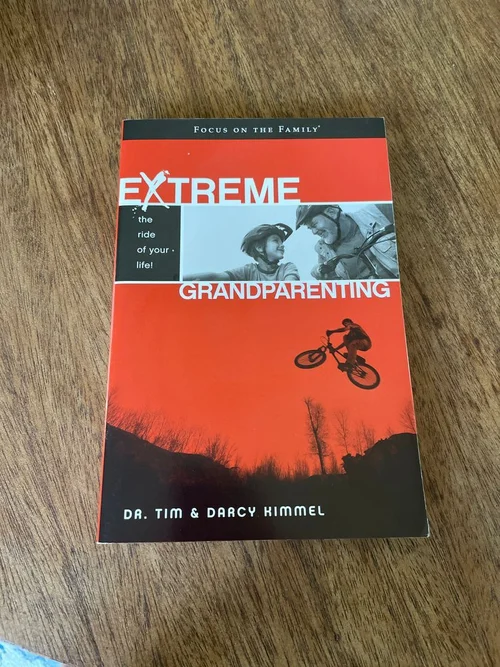 FOCUS ON THE FAMILY®
EXTREME
the
ride
of your
life!
GRANDPARENTING
DR. TIM & DARCY KIMMEL